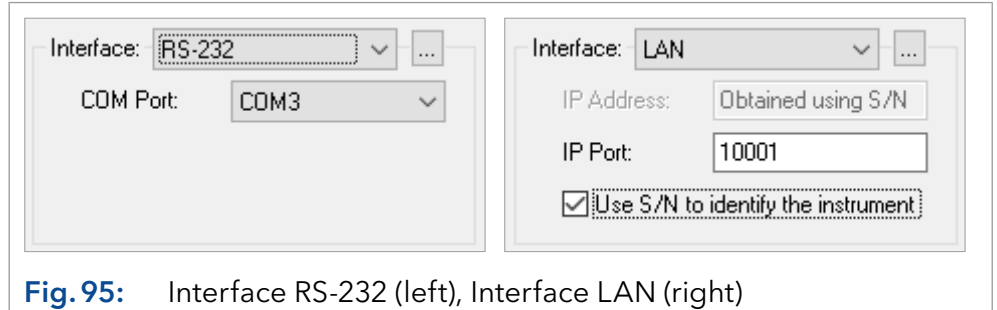 Interface: RS-232 ...
COM Port: COM3
Interface: LAN ...
IP Address: Obtained using S/N
IP Port: 10001
Use S/N to identify the instrument
Fig. 95: Interface RS-232 (left), Interface LAN (right)